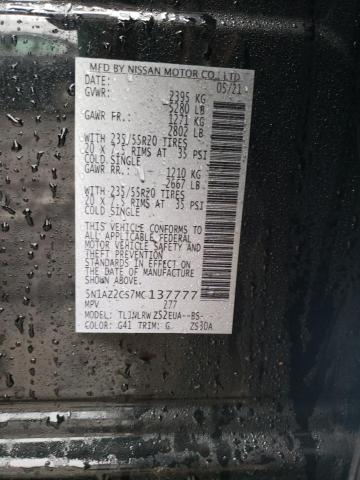 MFD BY NISSAN MOTOR CO., LTD
DATE: 05/21
GVWR: 2395 KG
5280 LB
GAWR FR.: 1271 KG
2802 LB
WITH 235/55R20 TIRES
20 X 7.5 RIMS AT 35 PSI
COLD SINGLE
GAWR RR.: 1210 KG
2667 LB
WITH 235/55R20 TIRES
20 X 7.5 RIMS AT 35 PSI
COLD SINGLE
THIS VEHICLE CONFORMS TO
ALL APPLICABLE FEDERAL
MOTOR VEHICLE SAFETY AND
THEFT PREVENTION
STANDARDS IN EFFECT ON
THE DATE OF MANUFACTURE
SHOWN ABOVE.
5N1AZ2CS7MC137777
MPV 277
MODEL:
COLOR: G41 TRIM: G